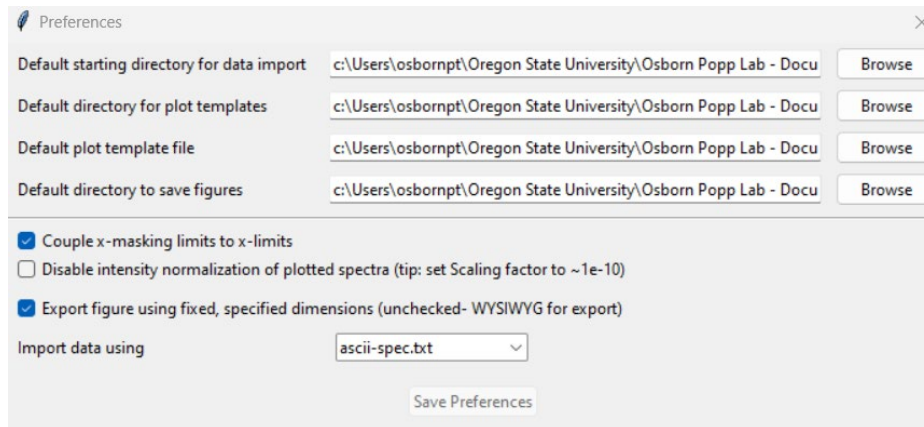 Preferences
Default starting directory for data import c:\Users\osbornpt\Oregon State University\Osborn Popp Lab - Docu Browse
Default directory for plot templates c:\Users\osbornpt\Oregon State University\Osborn Popp Lab - Docu Browse
Default plot template file c:\Users\osbornpt\Oregon State University\Osborn Popp Lab - Docu Browse
Default directory to save figures c:\Users\osbornpt\Oregon State University\Osborn Popp Lab - Docu Browse
Couple x-masking limits to x-limits
Disable intensity normalization of plotted spectra (tip: set Scaling factor to ~1e-10)
Export figure using fixed, specified dimensions (unchecked- WYSIWYG for export)
Import data using ascii-spec.txt
Save Preferences